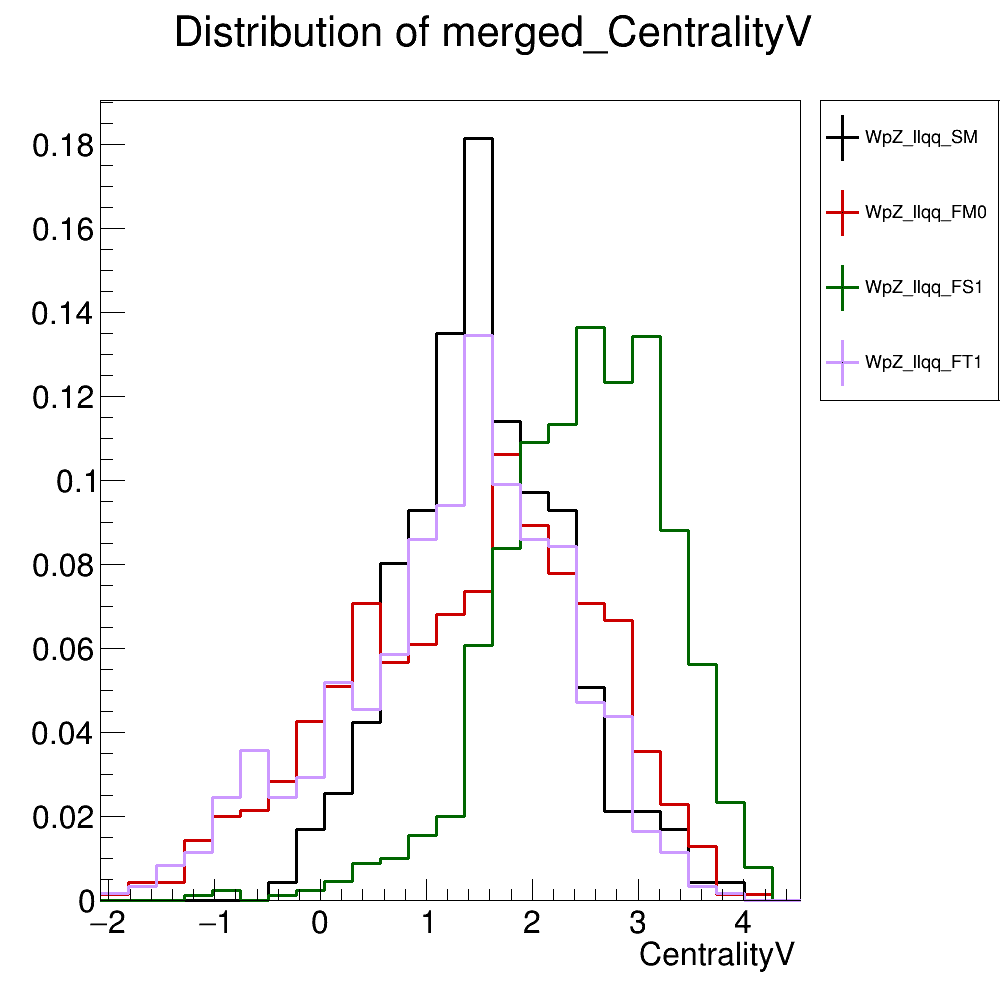 Distribution of merged_CentralityV
0.18
0.16
0.14
0.12
0.1
0.08
0.06
0.04
0.02
0
−2
−1
0
1
2
3
4
CentralityV
WpZ_llqq_SM
WpZ_llqq_FM0
WpZ_llqq_FS1
WpZ_llqq_FT1